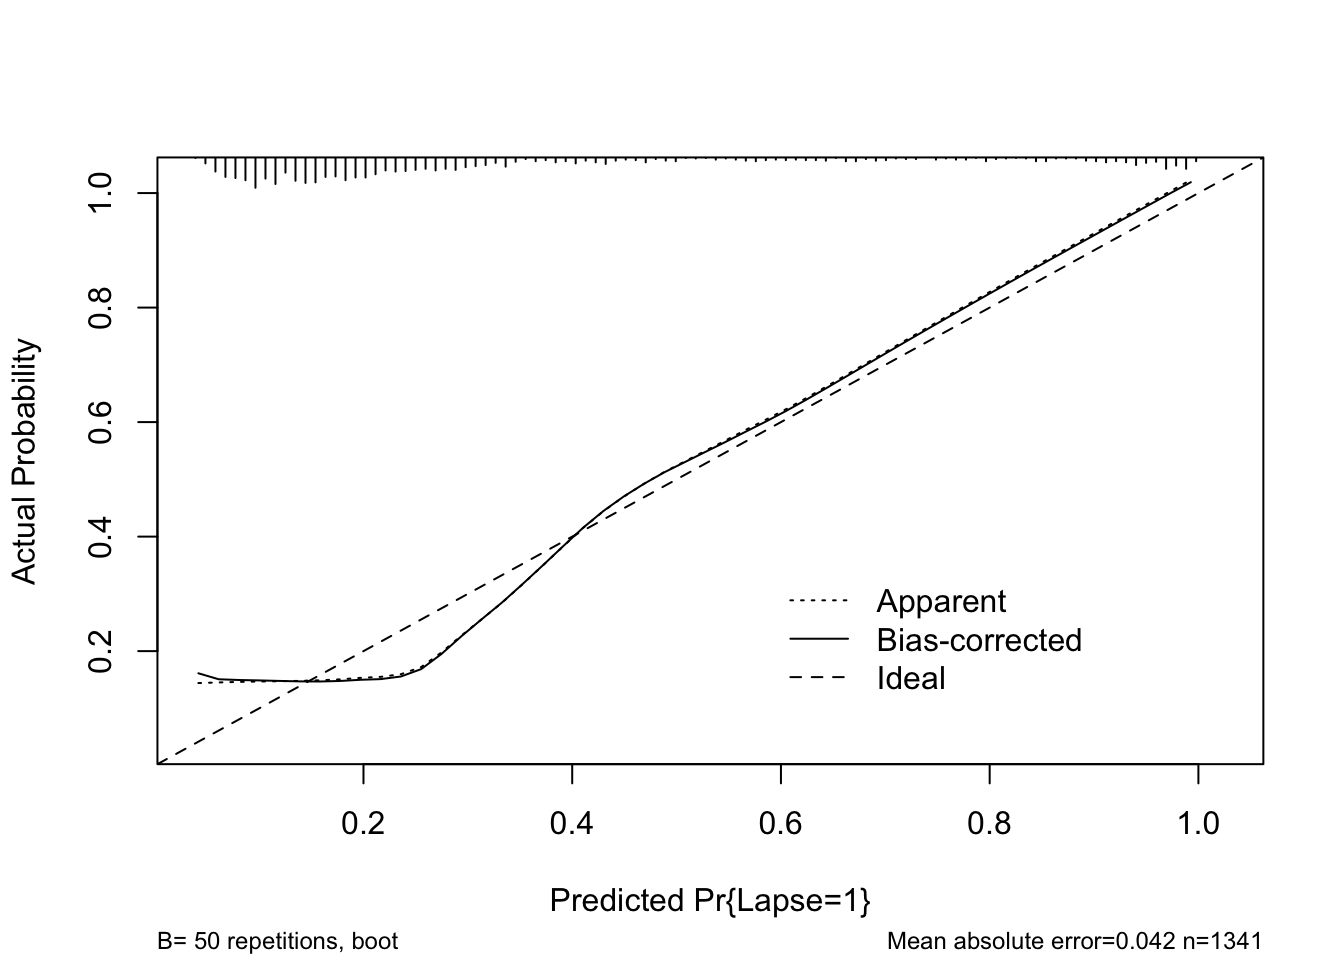 Actual Probability
1.0
0.8
0.6
0.4
0.2
Apparent
Bias-corrected
Ideal
0.2 0.4 0.6 0.8 1.0
Predicted Pr{Lapse=1}
B= 50 repetitions, boot
Mean absolute error=0.042 n=1341